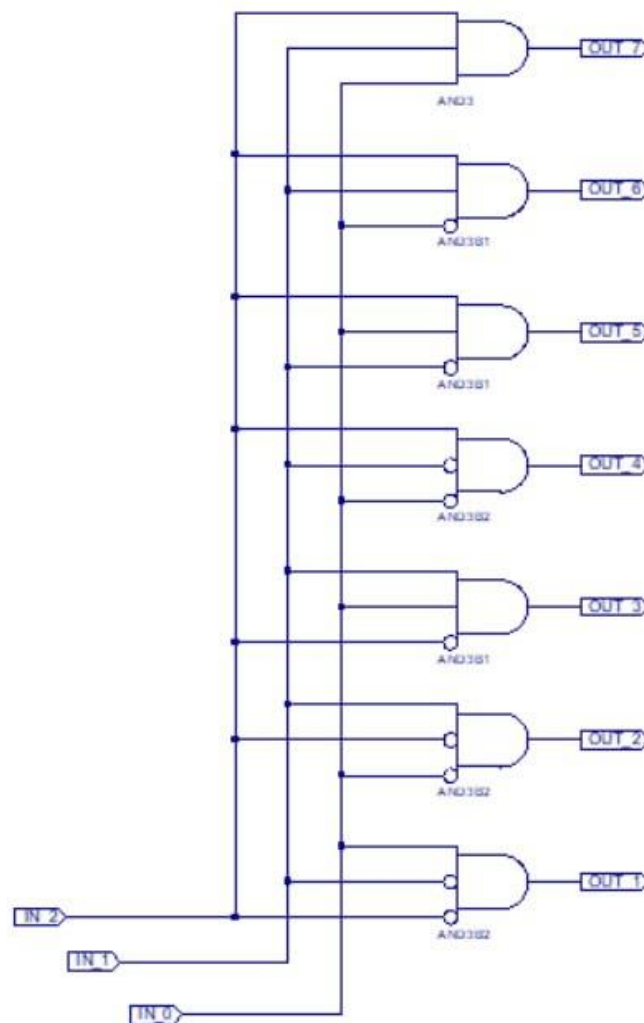 OUT_7
AND3
OUT_6
AND3B1
OUT_5
AND3B1
OUT_4
AND3B2
OUT_3
AND3B1
OUT_2
AND3B2
OUT_1
IN_2
AND3B2
IN_1
IN_0